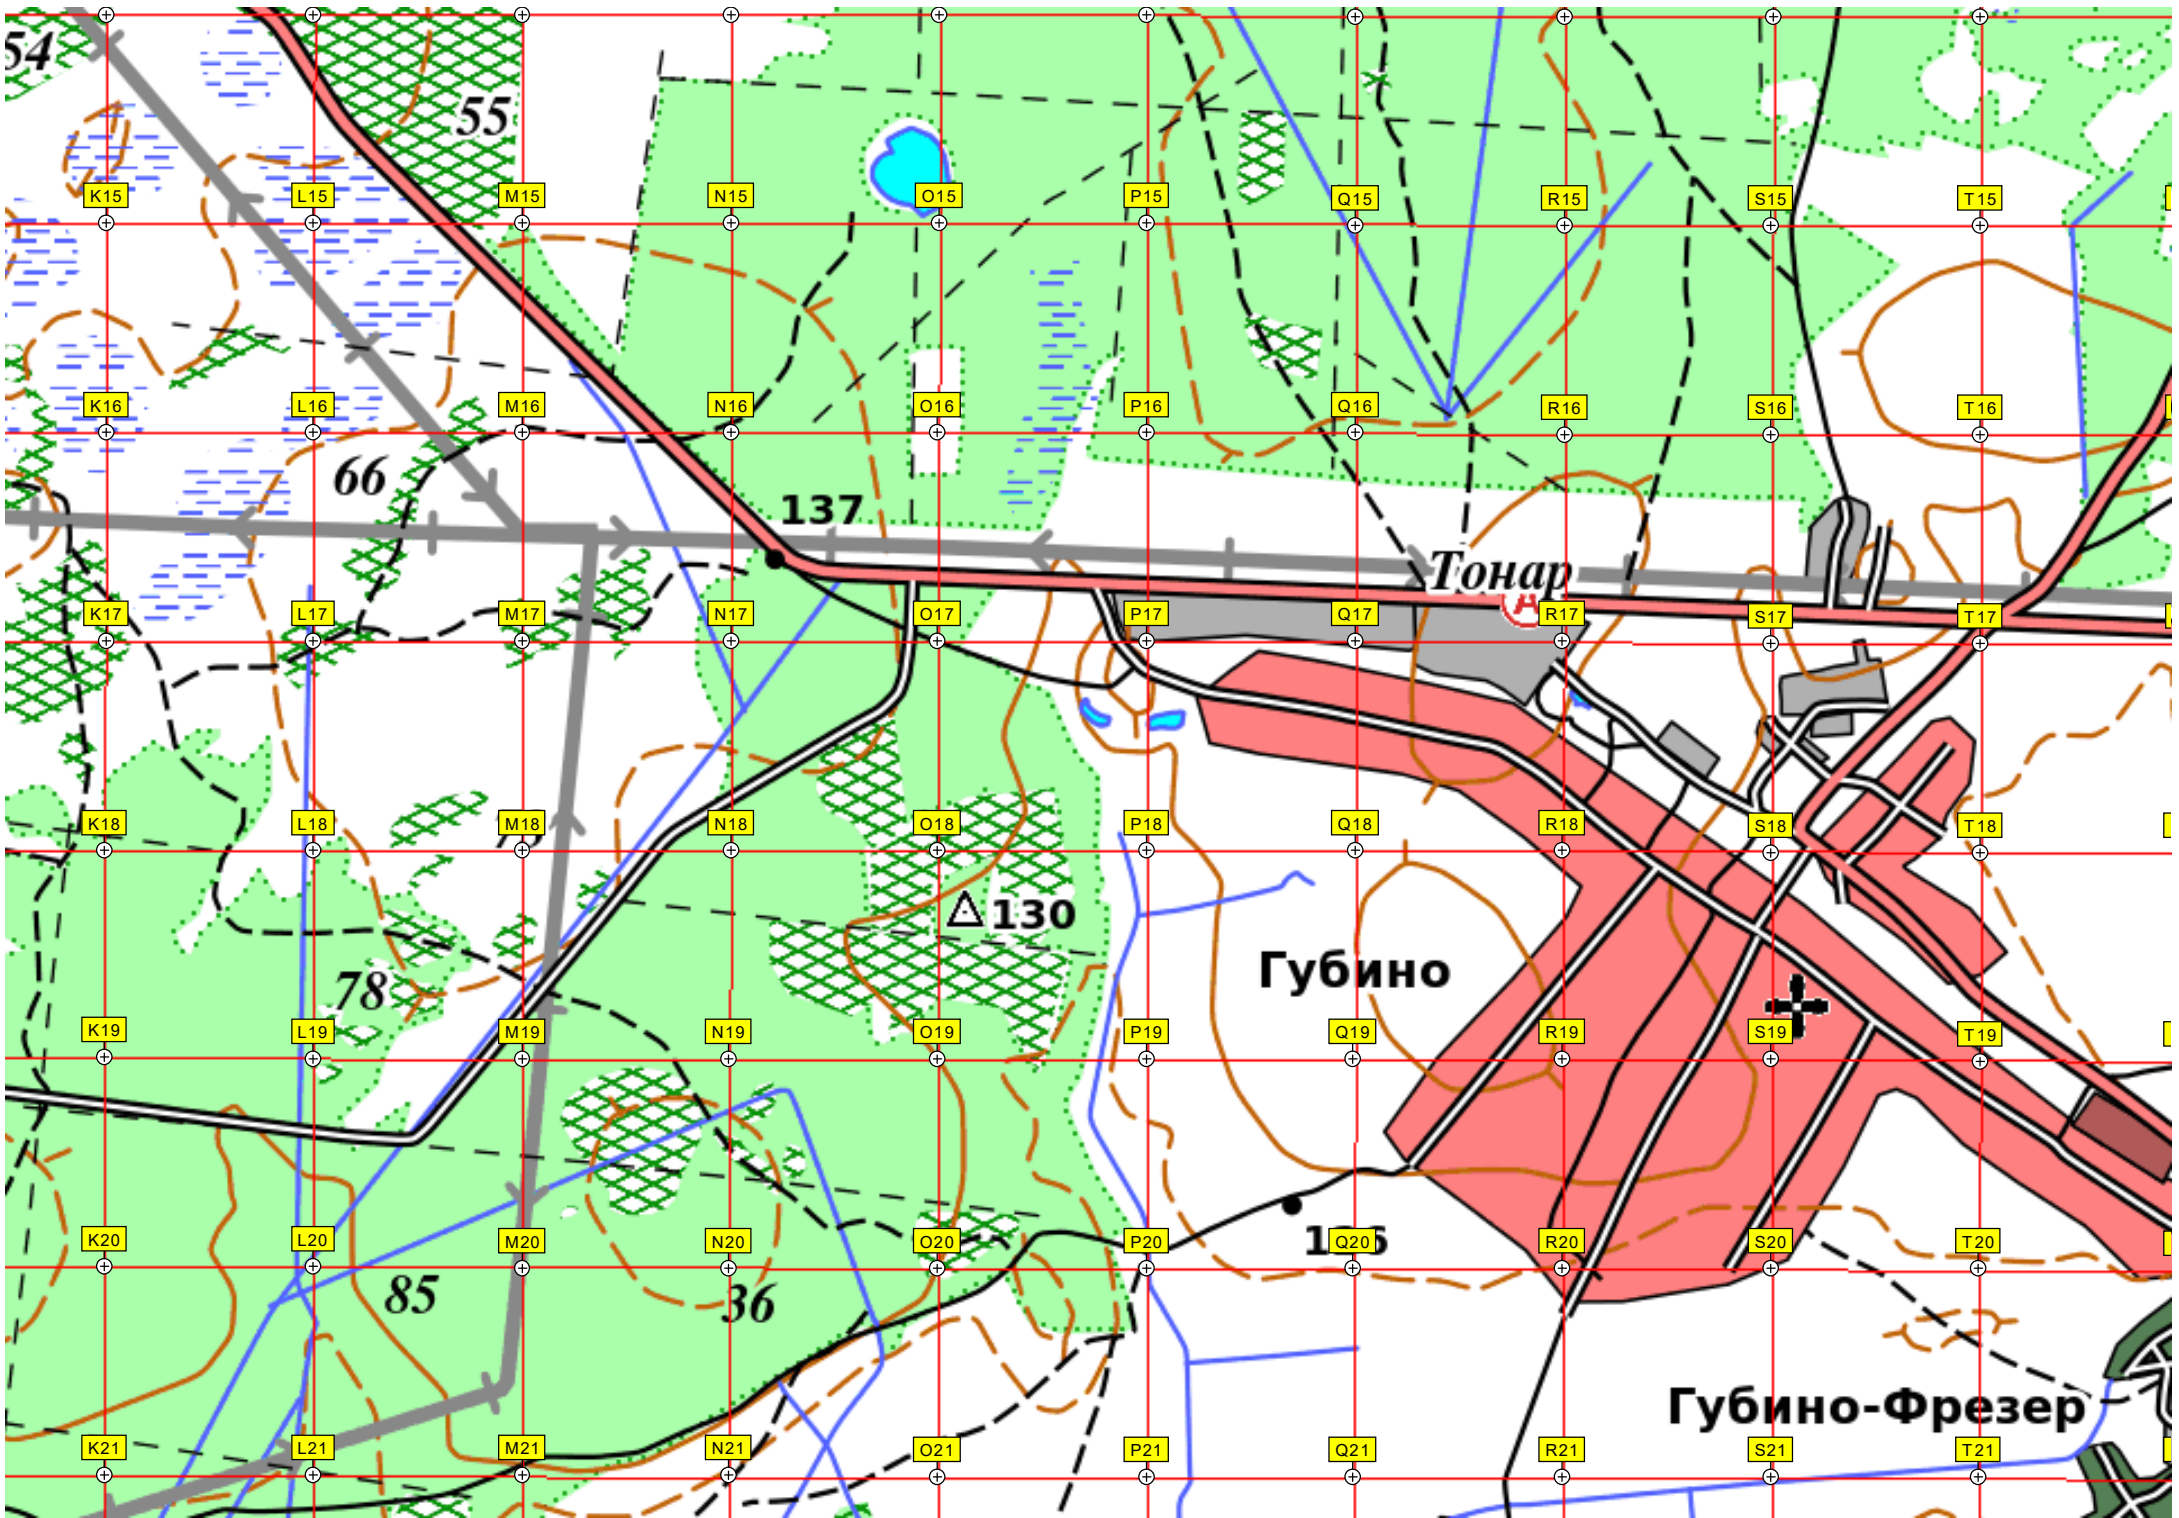 54
55
K15 L15 M15 N15 O15 P15 Q15 R15 S15 T15
K16 L16 M16 N16 O16 P16 Q16 R16 S16 T16
66
137
Тонар
А
K17 L17 M17 N17 O17 P17 Q17 R17 S17 T17
K18 L18 M18 N18 O18 P18 Q18 R18 S18 T18
130
Губино
78
K19 L19 M19 N19 O19 P19 Q19 R19 S19 T19
K20 L20 M20 N20 O20 P20 Q20 R20 S20 T20
85
36
Губино-Фрезер
K21 L21 M21 N21 O21 P21 Q21 R21 S21 T21